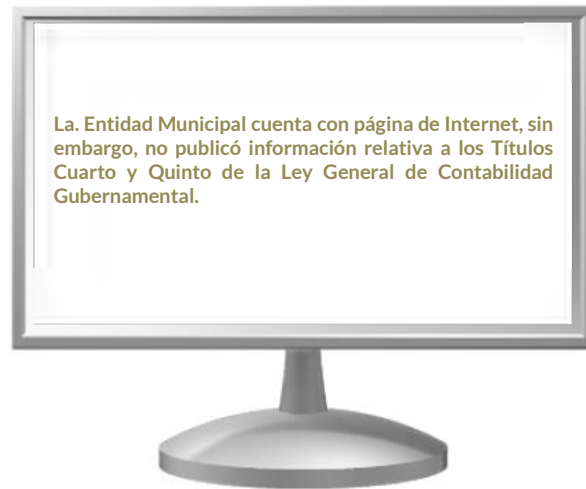 La. Entidad Municipal cuenta con página de Internet, sin
embargo, no publicó información relativa a los Títulos
Cuarto y Quinto de la Ley General de Contabilidad
Gubernamental.